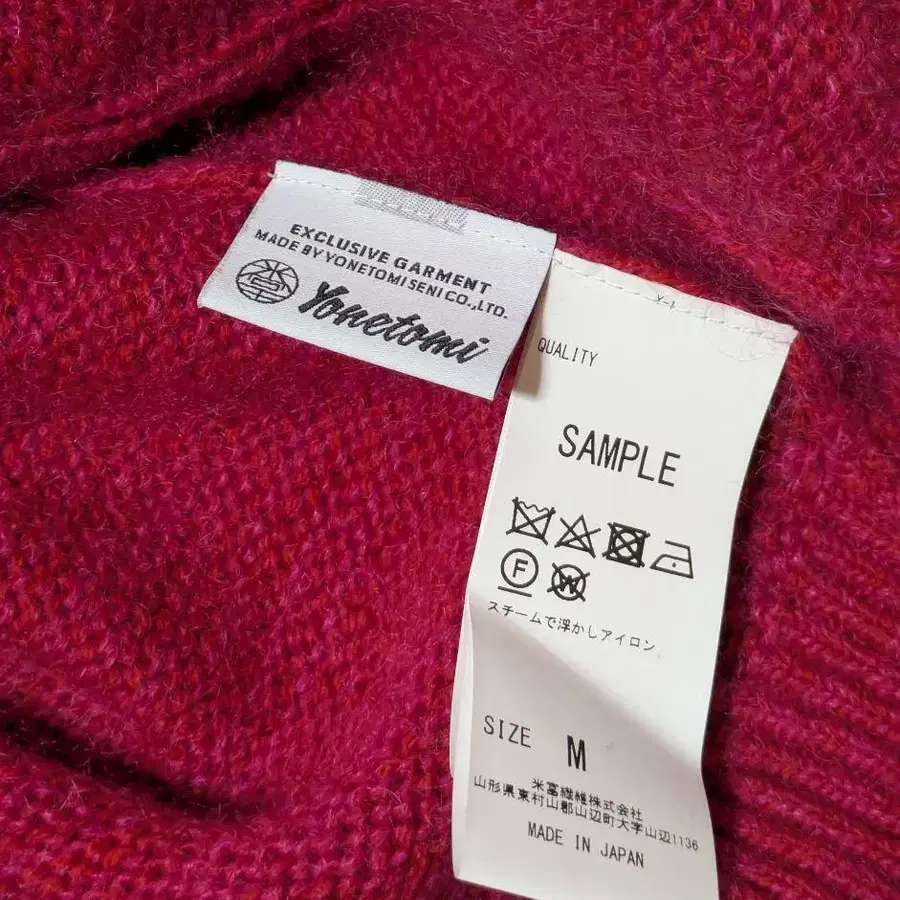 EXCLUSIVE GARMENT
MADE BY YONETOMI SENI CO.,LTD.
Yonetomi
QUALITY
SAMPLE
F
W
スチームで浮かしアイロン
SIZE M
米富繊維株式会社
山形県東村山郡山辺町大字山辺1136
MADE IN JAPAN